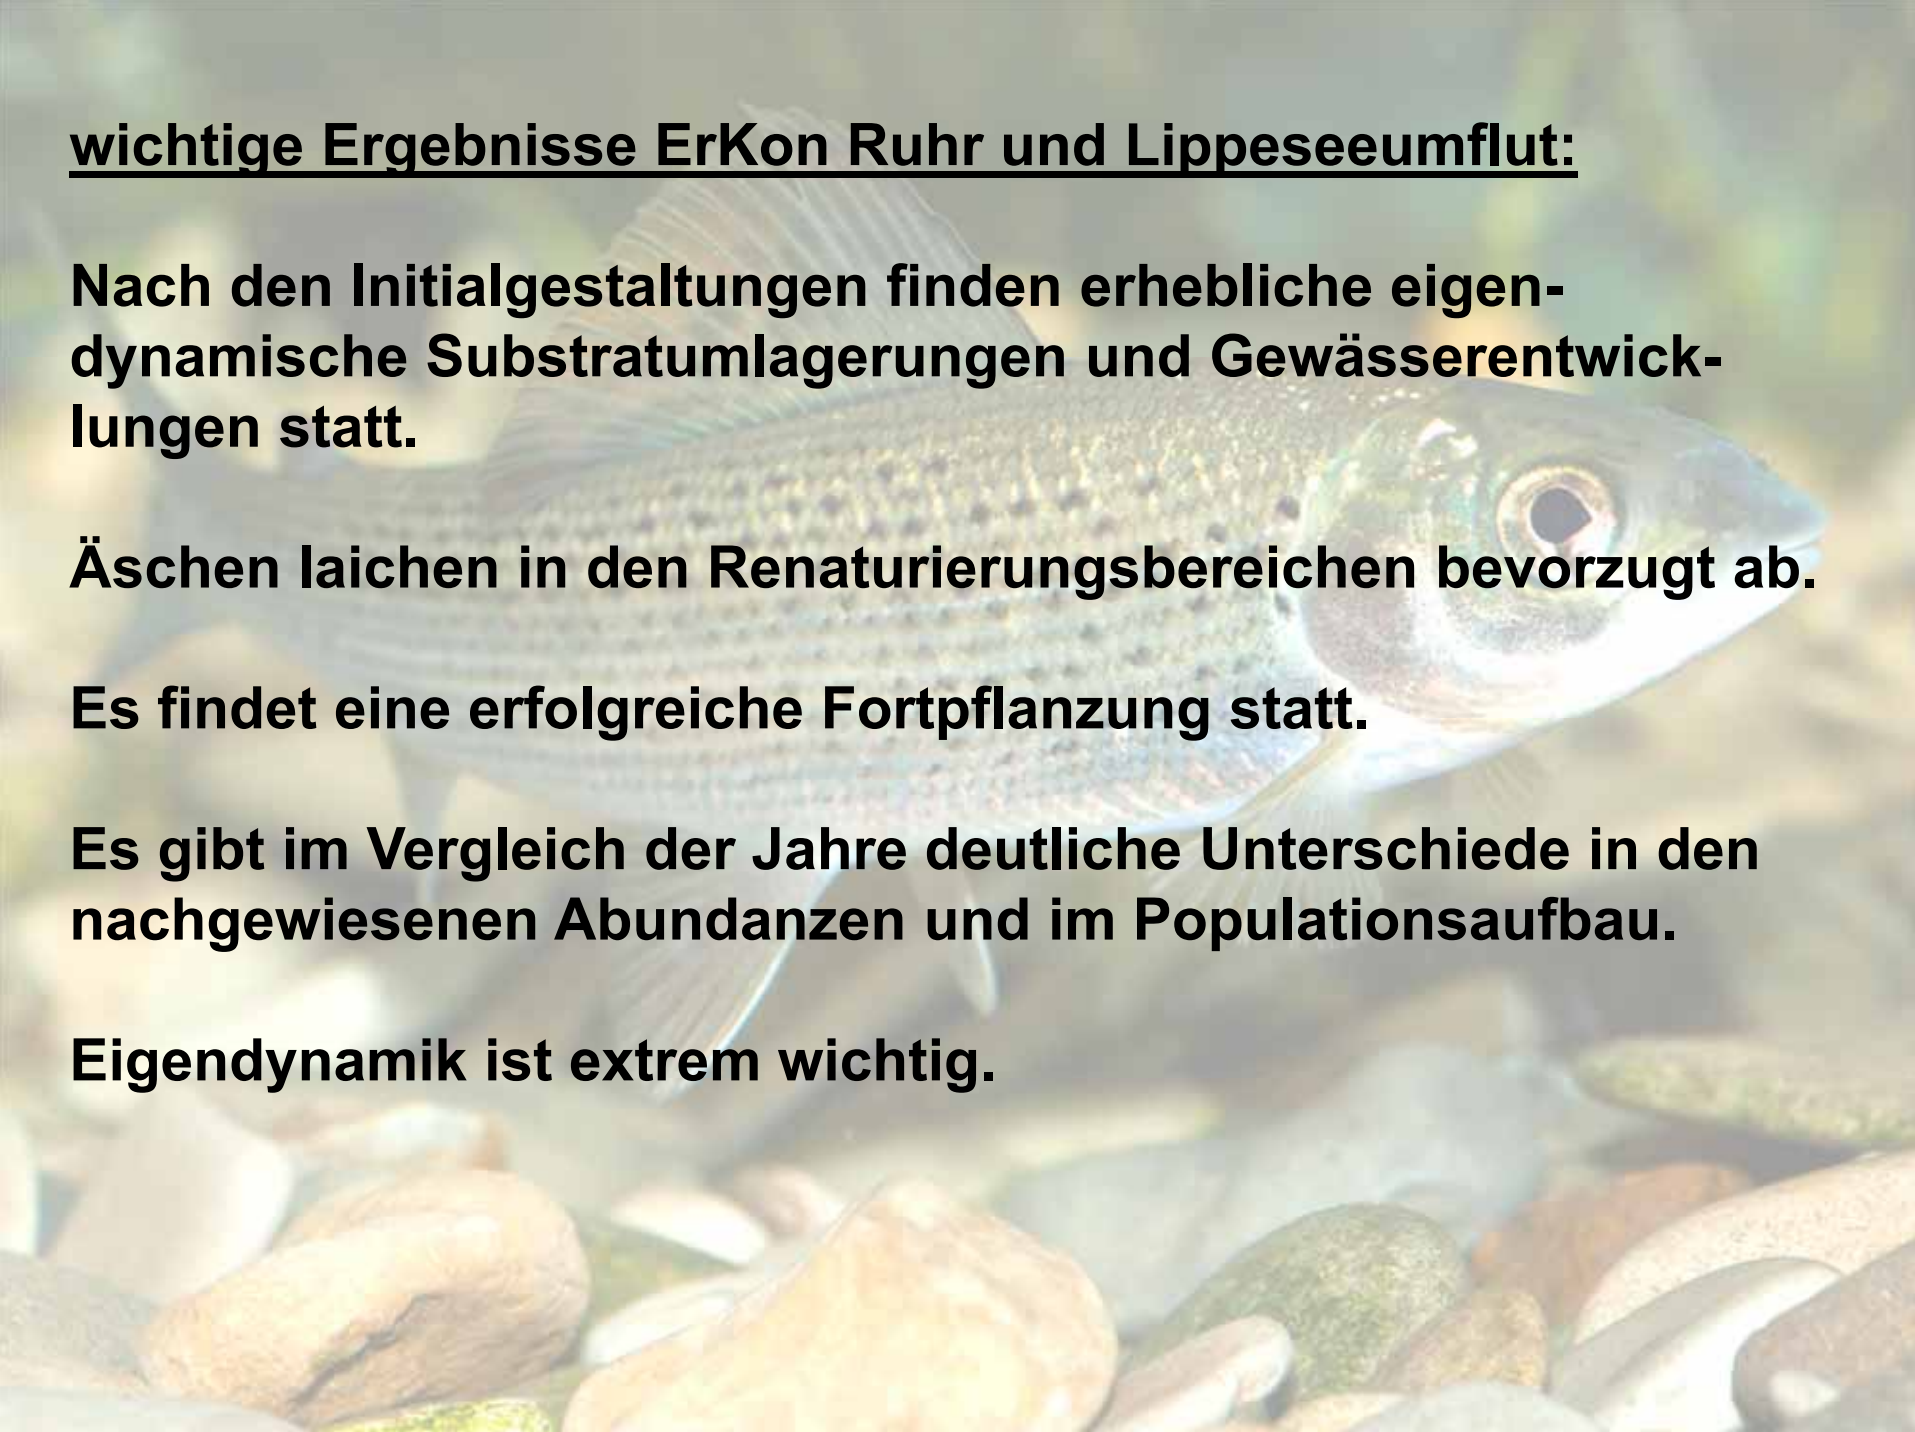 wichtige Ergebnisse ErKon Ruhr und Lippeseeumflut:
Nach den Initialgestaltungen finden erhebliche eigen-
dynamische Substratumlagerungen und Gewässerentwick-
lungen statt.
Äschen laichen in den Renaturierungsbereichen bevorzugt ab.
Es findet eine erfolgreiche Fortpflanzung statt.
Es gibt im Vergleich der Jahre deutliche Unterschiede in den
nachgewiesenen Abundanzen und im Populationsaufbau.
Eigendynamik ist extrem wichtig.